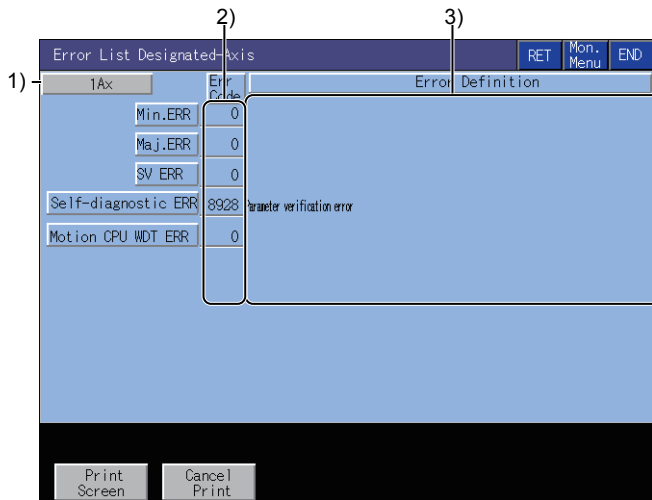 2) 3)
Error List Designated-Axis RET Mon. Menu END
1) 1Ax Err Code Error Definition
Min.ERR 0
Maj.ERR 0
SV ERR 0
Self-diagnostic ERR 8928 Parameter verification error
Motion CPU WDT ERR 0
Print Screen Cancel Print